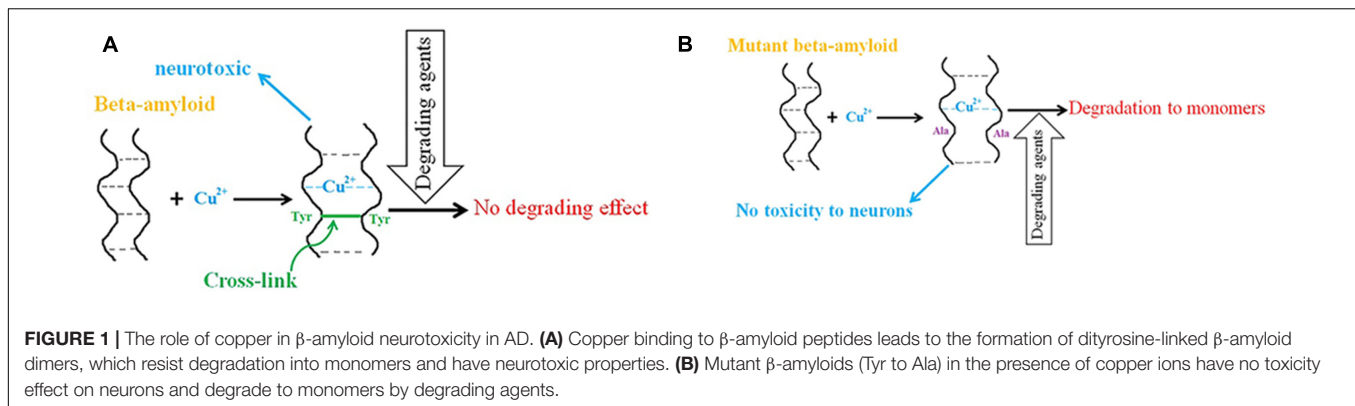 A
neurotoxic
Beta-amyloid
+ Cu2+
Cu2+
Tyr
Tyr
Cross-link
Degrading agents
No degrading effect
B
Mutant beta-amyloid
+ Cu2+
Cu2+
Ala
Ala
Degradation to monomers
No toxicity to neurons
Degrading agents
FIGURE 1 | The role of copper in β-amyloid neurotoxicity in AD. (A) Copper binding to β-amyloid peptides leads to the formation of dityrosine-linked β-amyloid
dimers, which resist degradation into monomers and have neurotoxic properties. (B) Mutant β-amyloids (Tyr to Ala) in the presence of copper ions have no toxicity
effect on neurons and degrade to monomers by degrading agents.